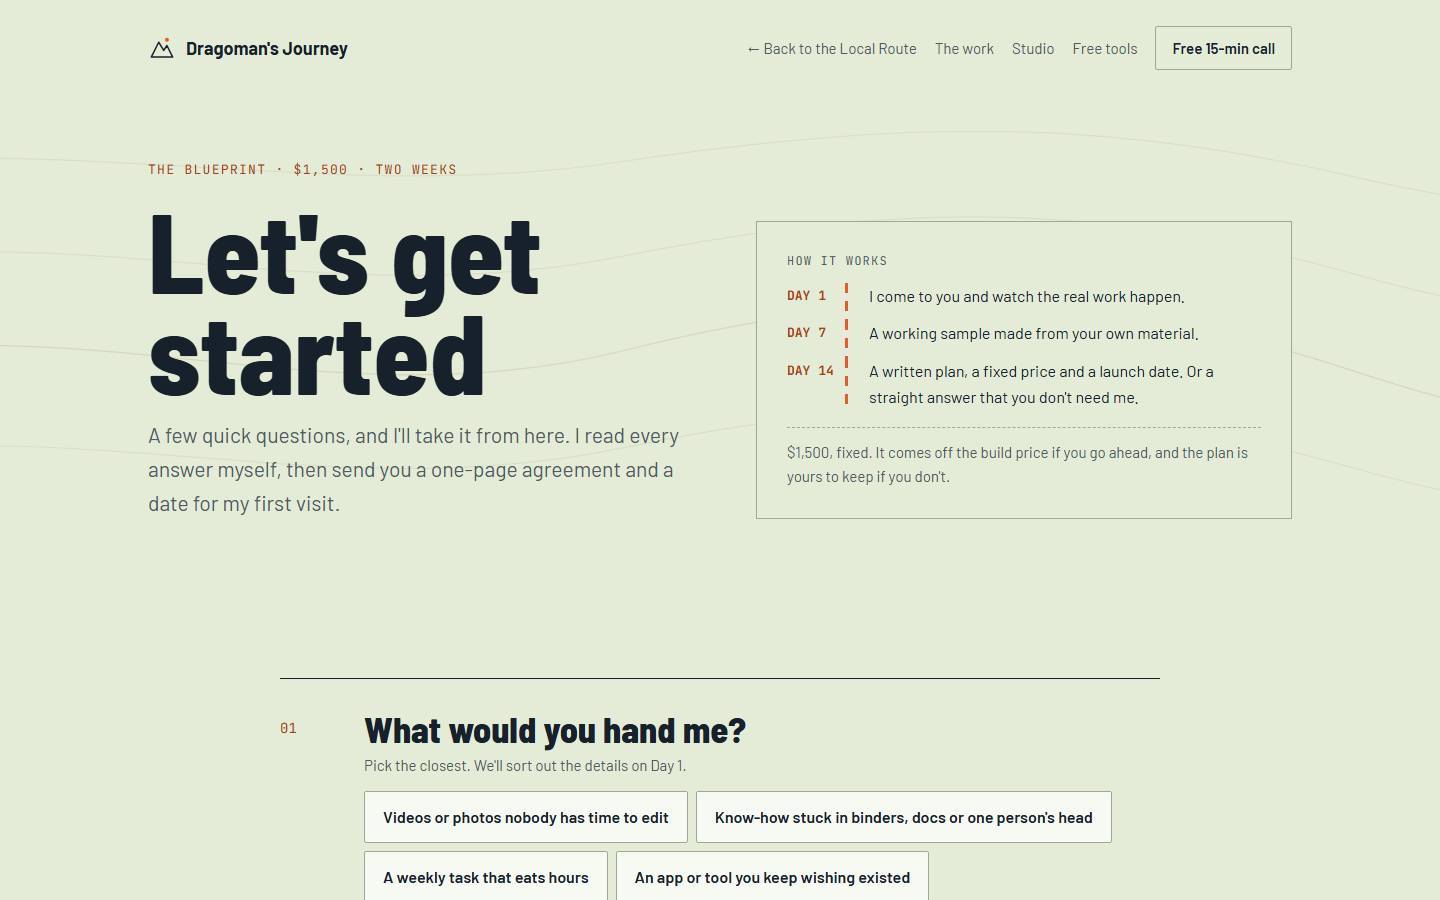 Dragoman's Journey
← Back to the Local Route
The work
Studio
Free tools
Free 15-min call
THE BLUEPRINT · $1,500 · TWO WEEKS
Let's get
started
A few quick questions, and I'll take it from here. I read every
answer myself, then send you a one-page agreement and a
date for my first visit.
HOW IT WORKS
DAY 1 I come to you and watch the real work happen.
DAY 7 A working sample made from your own material.
DAY 14 A written plan, a fixed price and a launch date. Or a
straight answer that you don't need me.
$1,500, fixed. It comes off the build price if you go ahead, and the plan is
yours to keep if you don't.
01
What would you hand me?
Pick the closest. We'll sort out the details on Day 1.
Videos or photos nobody has time to edit
Know-how stuck in binders, docs or one person's head
A weekly task that eats hours
An app or tool you keep wishing existed